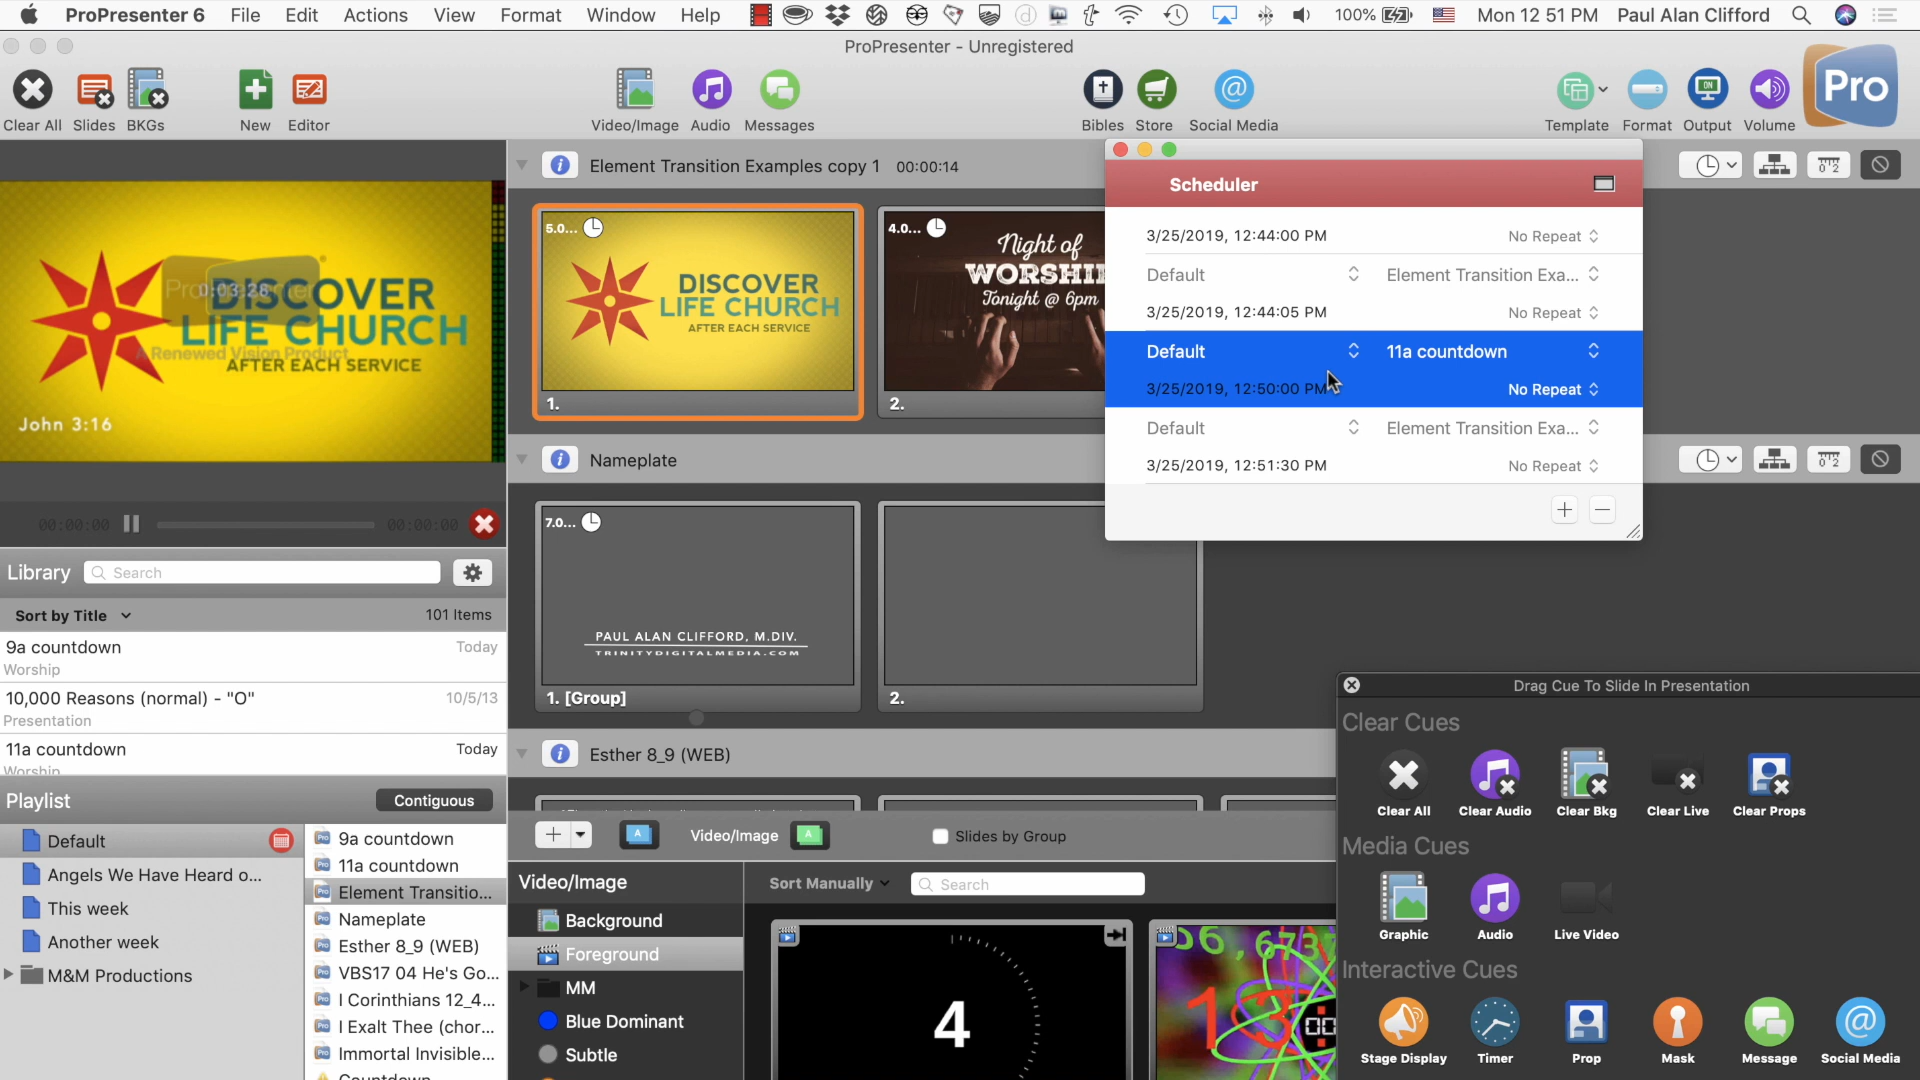 ProPresenter 6 File Edit Actions View Format Window Help 100% Mon 12 51 PM Paul Alan Clifford
ProPresenter - Unregistered
Clear All Slides BKGs New Editor Video/Image Audio Messages Bibles Store Social Media Template Format Output Volume
Pro
Element Transition Examples copy 1 00:00:14
5.0...
DISCOVER
LIFE CHURCH
AFTER EACH SERVICE
1.
4.0...
Night of
WORSHI
Tonight @ 6pm
2.
DISCOVER
LIFE CHURCH
AFTER EACH SERVICE
0:03:28
A Renewed Vision Product
John 3:16
00:00:00 00:00:00
Scheduler
3/25/2019, 12:44:00 PM No Repeat
Default Element Transition Exa...
3/25/2019, 12:44:05 PM No Repeat
Default 11a countdown
3/25/2019, 12:50:00 PM No Repeat
Default Element Transition Exa...
3/25/2019, 12:51:30 PM No Repeat
Nameplate
7.0...
PAUL ALAN CLIFFORD, M.DIV.
TRINITYDIGITALMEDIA.COM
1. [Group]
2.
Esther 8_9 (WEB)
Library Search
Sort by Title 101 Items
9a countdown Today
Worship
10,000 Reasons (normal) - "O" 10/5/13
Presentation
11a countdown Today
Worship
Playlist Contiguous
Default
Angels We Have Heard o...
This week
Another week
M&M Productions
9a countdown
11a countdown
Element Transitio...
Nameplate
Esther 8_9 (WEB)
VBS17 04 He's Go...
I Corinthians 12_4...
I Exalt Thee (chor...
Immortal Invisible...
Countdown
A Video/Image A Slides by Group
Video/Image Sort Manually Search
Background
Foreground
MM
Blue Dominant
Subtle
4
Drag Cue To Slide In Presentation
Clear Cues
Clear All Clear Audio Clear Bkg Clear Live Clear Props
Media Cues
Graphic Audio Live Video
Interactive Cues
Stage Display Timer Prop Mask Message Social Media